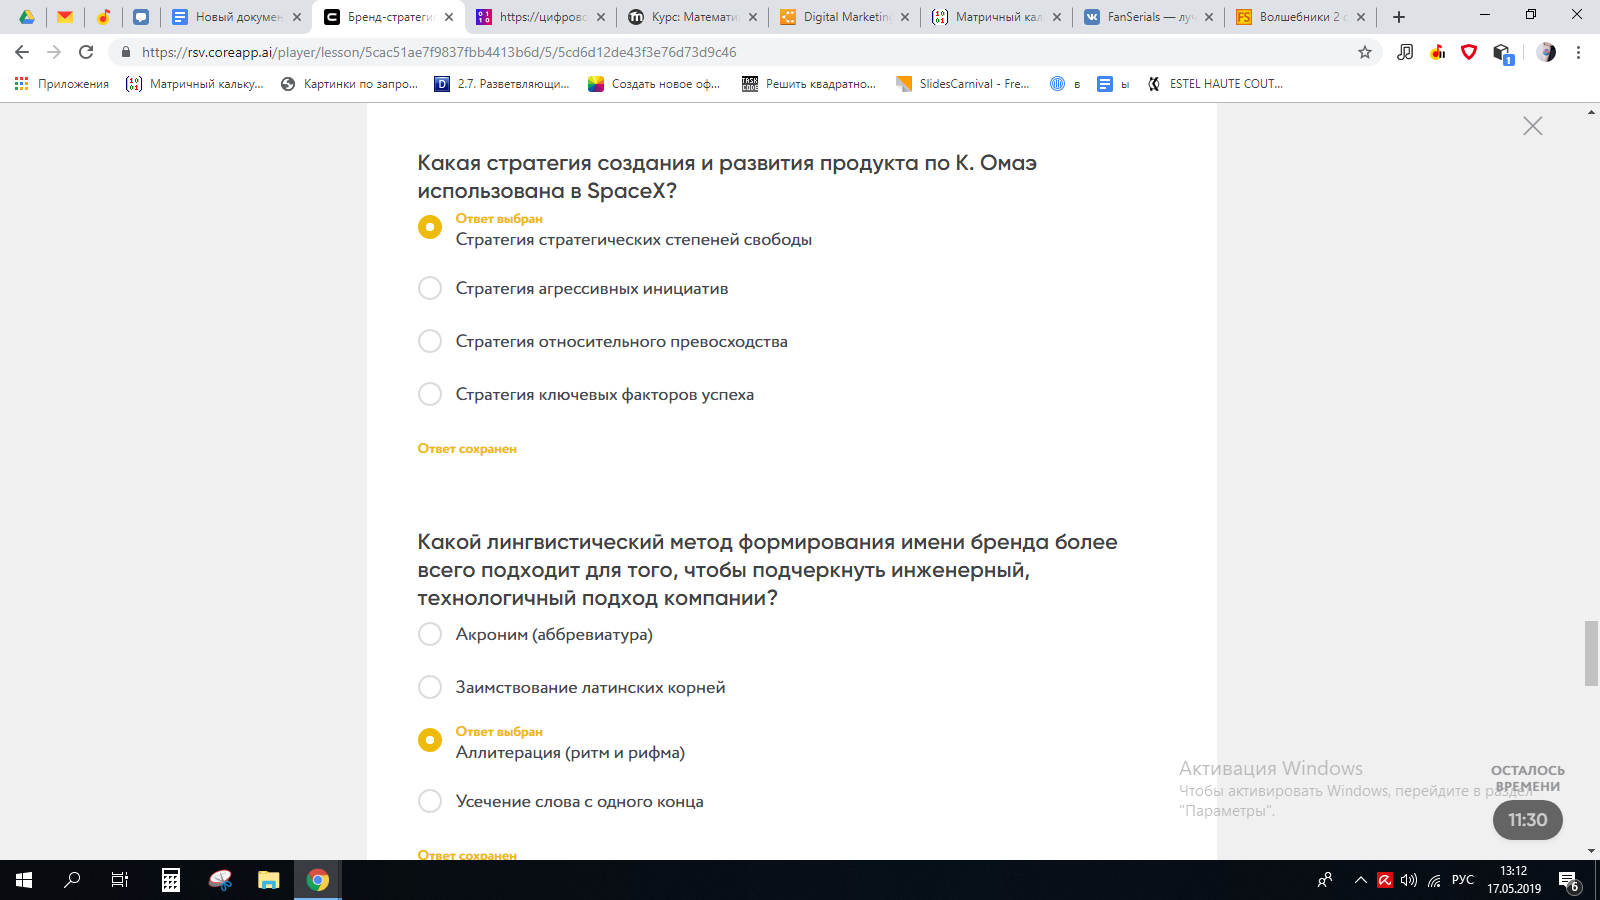 Новый докумен
Бренд-стратеги
https://цифрово
Курс: Математи
Digital Marketing
Матричный кал
FanSerials — луч
Волшебники 2 с
https://rsv.coreapp.ai/player/lesson/5cac51ae7f9837fbb4413b6d/5/5cd6d12de43f3e76d73d9c46
1
Приложения
Матричный кальку...
Картинки по запро...
2.7. Разветвляющи...
Создать новое оф...
Решить квадратно...
SlidesCarnival - Fre...
в
ы
ESTEL HAUTE COUT...
Какая стратегия создания и развития продукта по К. Омаэ
использована в SpaceX?
Ответ выбран
Стратегия стратегических степеней свободы
Стратегия агрессивных инициатив
Стратегия относительного превосходства
Стратегия ключевых факторов успеха
Ответ сохранен
Какой лингвистический метод формирования имени бренда более
всего подходит для того, чтобы подчеркнуть инженерный,
технологичный подход компании?
Акроним (аббревиатура)
Заимствование латинских корней
Ответ выбран
Аллитерация (ритм и рифма)
Усечение слова с одного конца
Ответ сохранен
Активация Windows
Чтобы активировать Windows, перейдите в раздел
"Параметры".
ОСТАЛОСЬ
ВРЕМЕНИ
11:30
РУС
13:12
17.05.2019
6